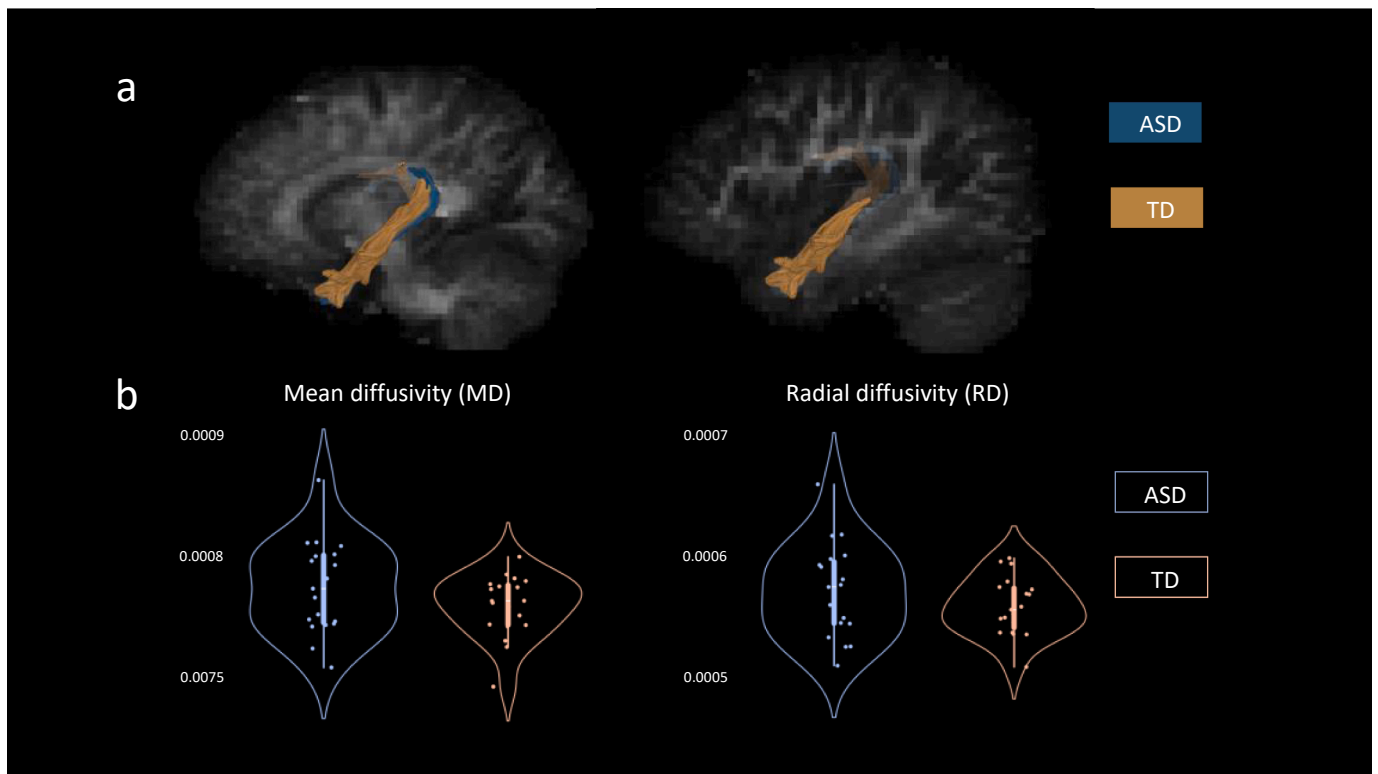 a
ASD
TD
b
Mean diffusivity (MD)
Radial diffusivity (RD)
0.0009
0.0008
0.0075
0.0007
0.0006
0.0005
ASD
TD